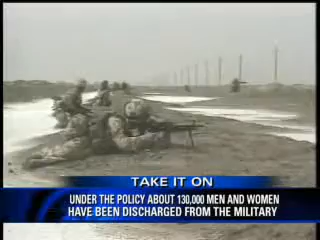 TAKE IT ON
UNDER THE POLICY ABOUT 130,000 MEN AND WOMEN
HAVE BEEN DISCHARGED FROM THE MILITARY